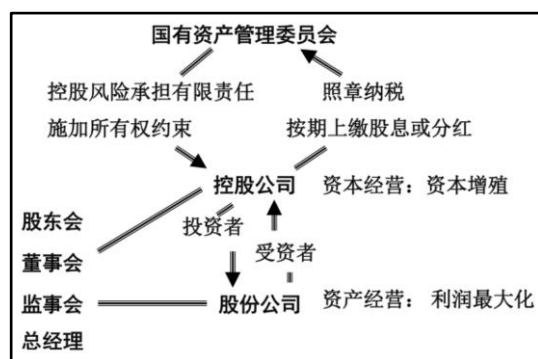 国有资产管理委员会
控股风险承担有限责任 照章纳税
施加所有权约束 按期上缴股息或分红
控股公司 资本经营：资本增殖
股东会 投资者
董事会 受资者
监事会 股份公司 资产经营： 利润最大化
总经理